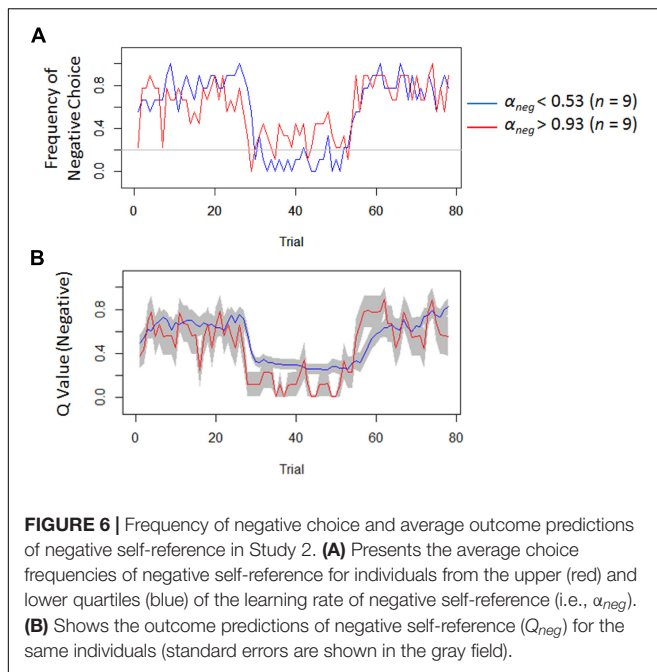 A
Frequency of
Negative Choice
0.8
0.4
0.0
0 20 40 60 80
Trial
αneg < 0.53 (n = 9)
αneg > 0.93 (n = 9)
B
Q Value (Negative)
0.8
0.4
0.0
0 20 40 60 80
Trial
FIGURE 6 | Frequency of negative choice and average outcome predictions
of negative self-reference in Study 2. (A) Presents the average choice
frequencies of negative self-reference for individuals from the upper (red) and
lower quartiles (blue) of the learning rate of negative self-reference (i.e., αneg).
(B) Shows the outcome predictions of negative self-reference (Qneg) for the
same individuals (standard errors are shown in the gray field).